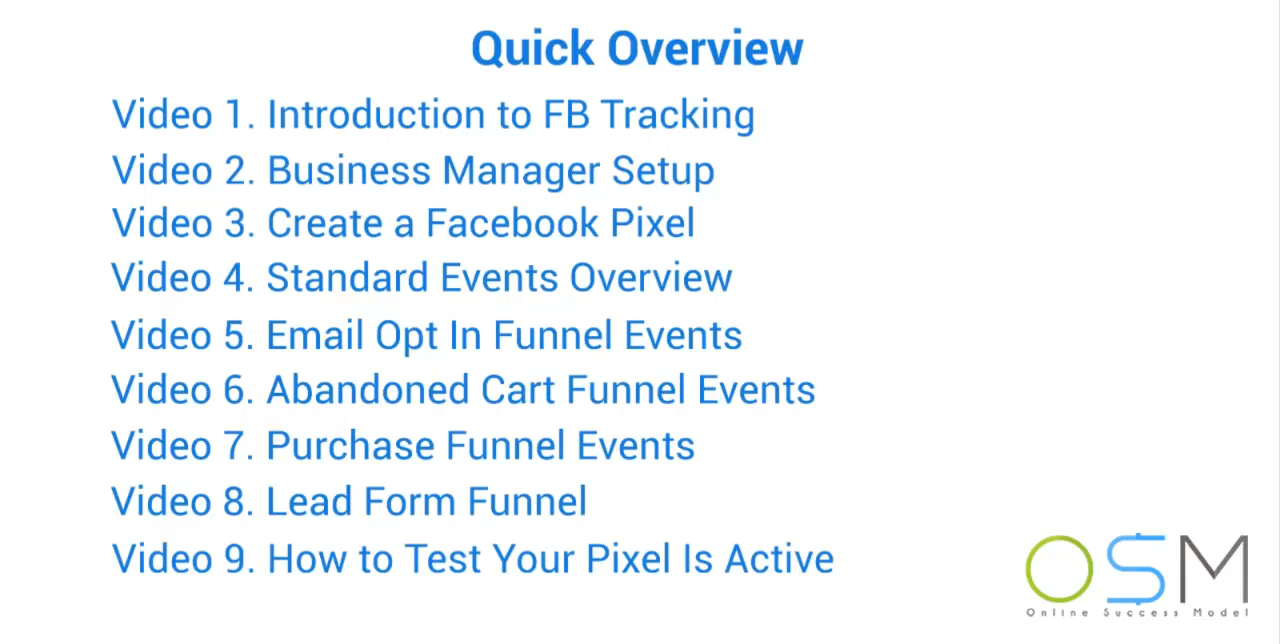 Quick Overview
Video 1. Introduction to FB Tracking
Video 2. Business Manager Setup
Video 3. Create a Facebook Pixel
Video 4. Standard Events Overview
Video 5. Email Opt In Funnel Events
Video 6. Abandoned Cart Funnel Events
Video 7. Purchase Funnel Events
Video 8. Lead Form Funnel
Video 9. How to Test Your Pixel Is Active
OSM
Online Success Model